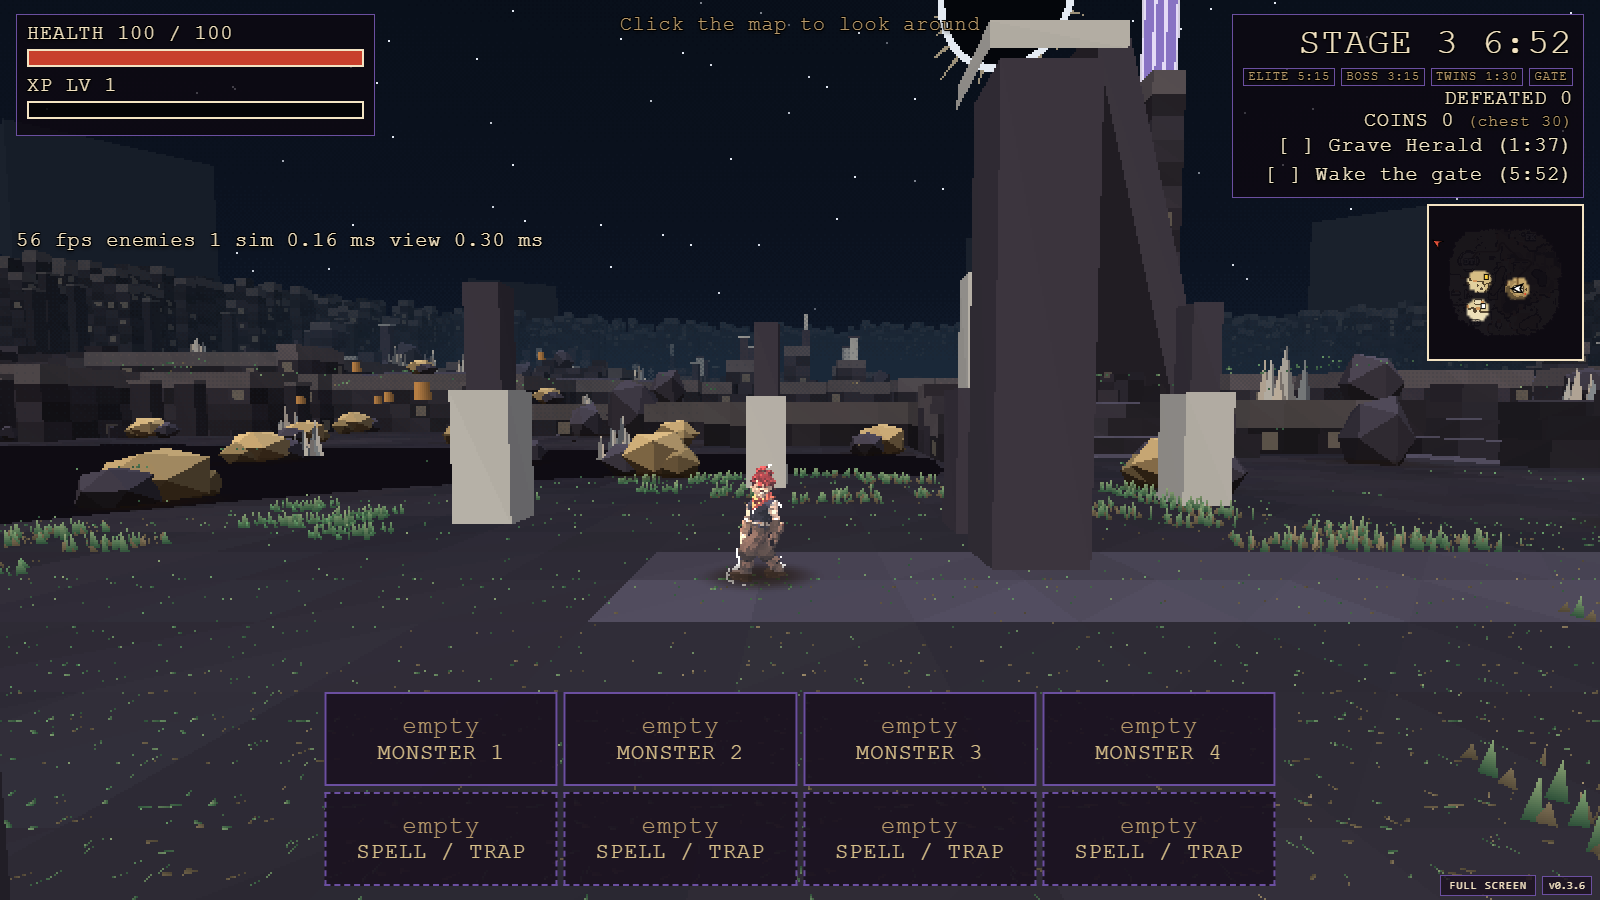 HEALTH 100 / 100
XP LV 1
Click the map to look around
STAGE 3 6:52
ELITE 5:15 BOSS 3:15 TWINS 1:30 GATE
DEFEATED 0
COINS 0 (chest 30)
[ ] Grave Herald (1:37)
[ ] Wake the gate (5:52)
56 fps enemies 1 sim 0.16 ms view 0.30 ms
empty
MONSTER 1
empty
MONSTER 2
empty
MONSTER 3
empty
MONSTER 4
empty
SPELL / TRAP
empty
SPELL / TRAP
empty
SPELL / TRAP
empty
SPELL / TRAP
FULL SCREEN
v0.3.6